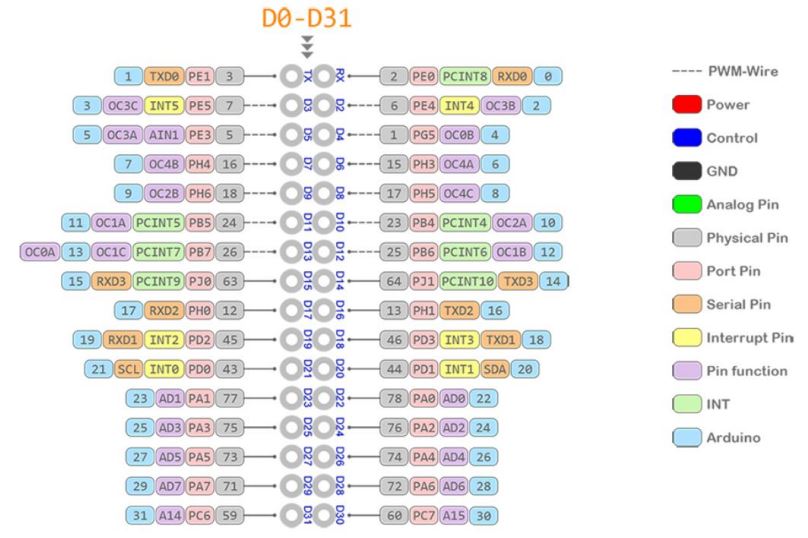 D0-D31
1 TXD0 PE1 3 TX RX 2 PE0 PCINT8 RXD0 0
3 OC3C INT5 PE5 7 D3 D2 6 PE4 INT4 OC3B 2
5 OC3A AIN1 PE3 5 D5 D4 1 PG5 OC0B 4
7 OC4B PH4 16 D7 D6 15 PH3 OC4A 6
9 OC2B PH6 18 D9 D8 17 PH5 OC4C 8
11 OC1A PCINT5 PB5 24 D11 D10 23 PB4 PCINT4 OC2A 10
OC0A 13 OC1C PCINT7 PB7 26 D13 D12 25 PB6 PCINT6 OC1B 12
15 RXD3 PCINT9 PJ0 63 D15 D14 64 PJ1 PCINT10 TXD3 14
17 RXD2 PH0 12 D17 D16 13 PH1 TXD2 16
19 RXD1 INT2 PD2 45 D19 D18 46 PD3 INT3 TXD1 18
21 SCL INT0 PD0 43 D21 D20 44 PD1 INT1 SDA 20
23 AD1 PA1 77 D23 D22 78 PA0 AD0 22
25 AD3 PA3 75 D25 D24 76 PA2 AD2 24
27 AD5 PA5 73 D27 D26 74 PA4 AD4 26
29 AD7 PA7 71 D29 D28 72 PA6 AD6 28
31 A14 PC6 59 D31 D30 60 PC7 A15 30
PWM-Wire
Power
Control
GND
Analog Pin
Physical Pin
Port Pin
Serial Pin
Interrupt Pin
Pin function
INT
Arduino